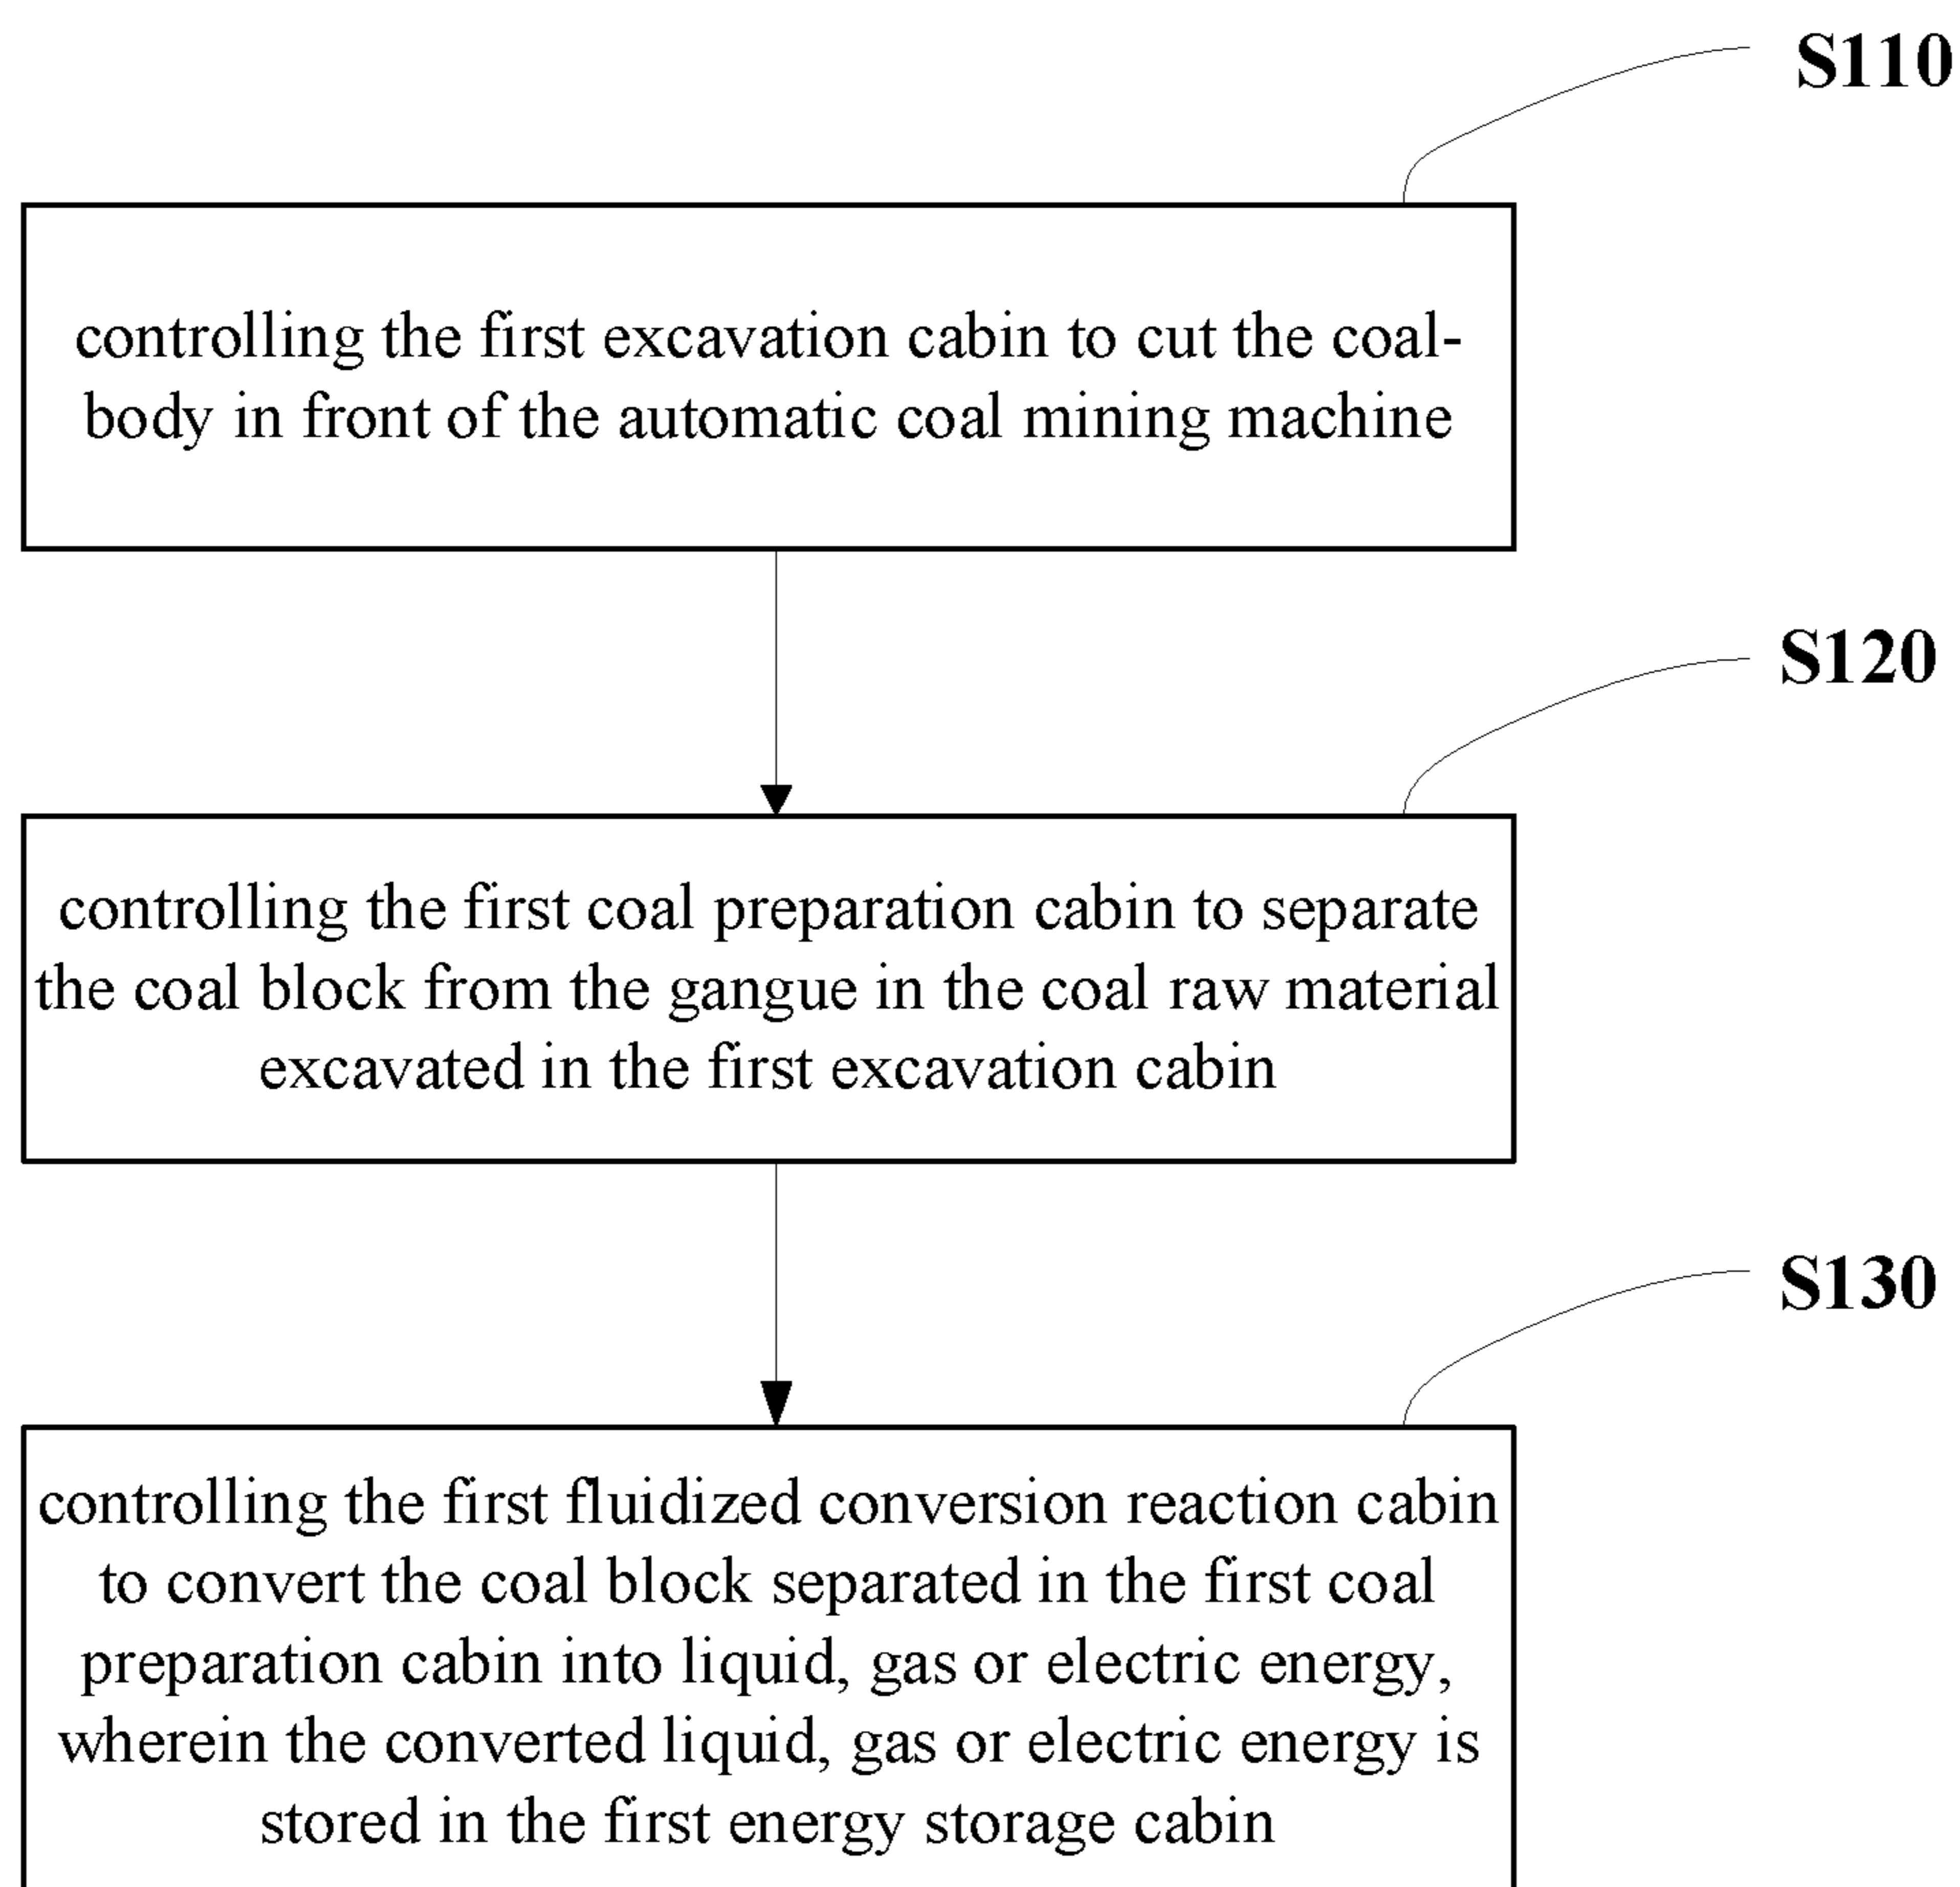 S110
controlling the first excavation cabin to cut the coal-
body in front of the automatic coal mining machine
S120
controlling the first coal preparation cabin to separate
the coal block from the gangue in the coal raw material
excavated in the first excavation cabin
S130
controlling the first fluidized conversion reaction cabin
to convert the coal block separated in the first coal
preparation cabin into liquid, gas or electric energy,
wherein the converted liquid, gas or electric energy is
stored in the first energy storage cabin